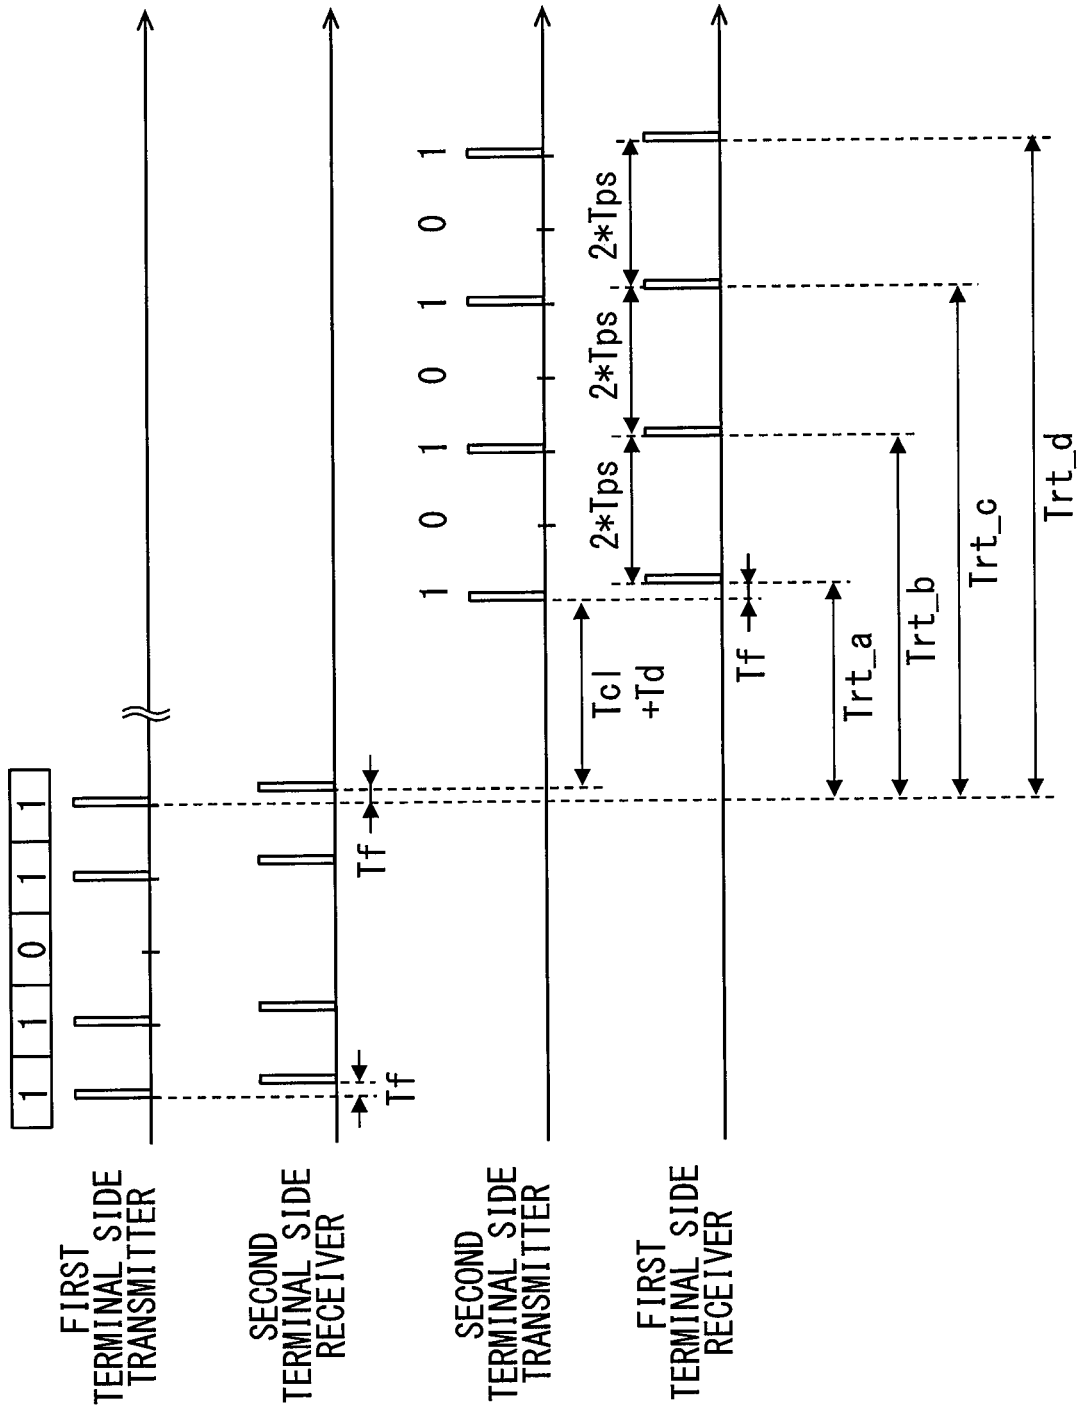 FIRST
TERMINAL SIDE
TRANSMITTER
1 1 0 1 1
SECOND
TERMINAL SIDE
RECEIVER
Tf
Tf
SECOND
TERMINAL SIDE
TRANSMITTER
1 0 1 0 1 0 1
Tcl
+Td
FIRST
TERMINAL SIDE
RECEIVER
2*Tps
2*Tps
2*Tps
Tf
Trt_a
Trt_b
Trt_c
Trt_d